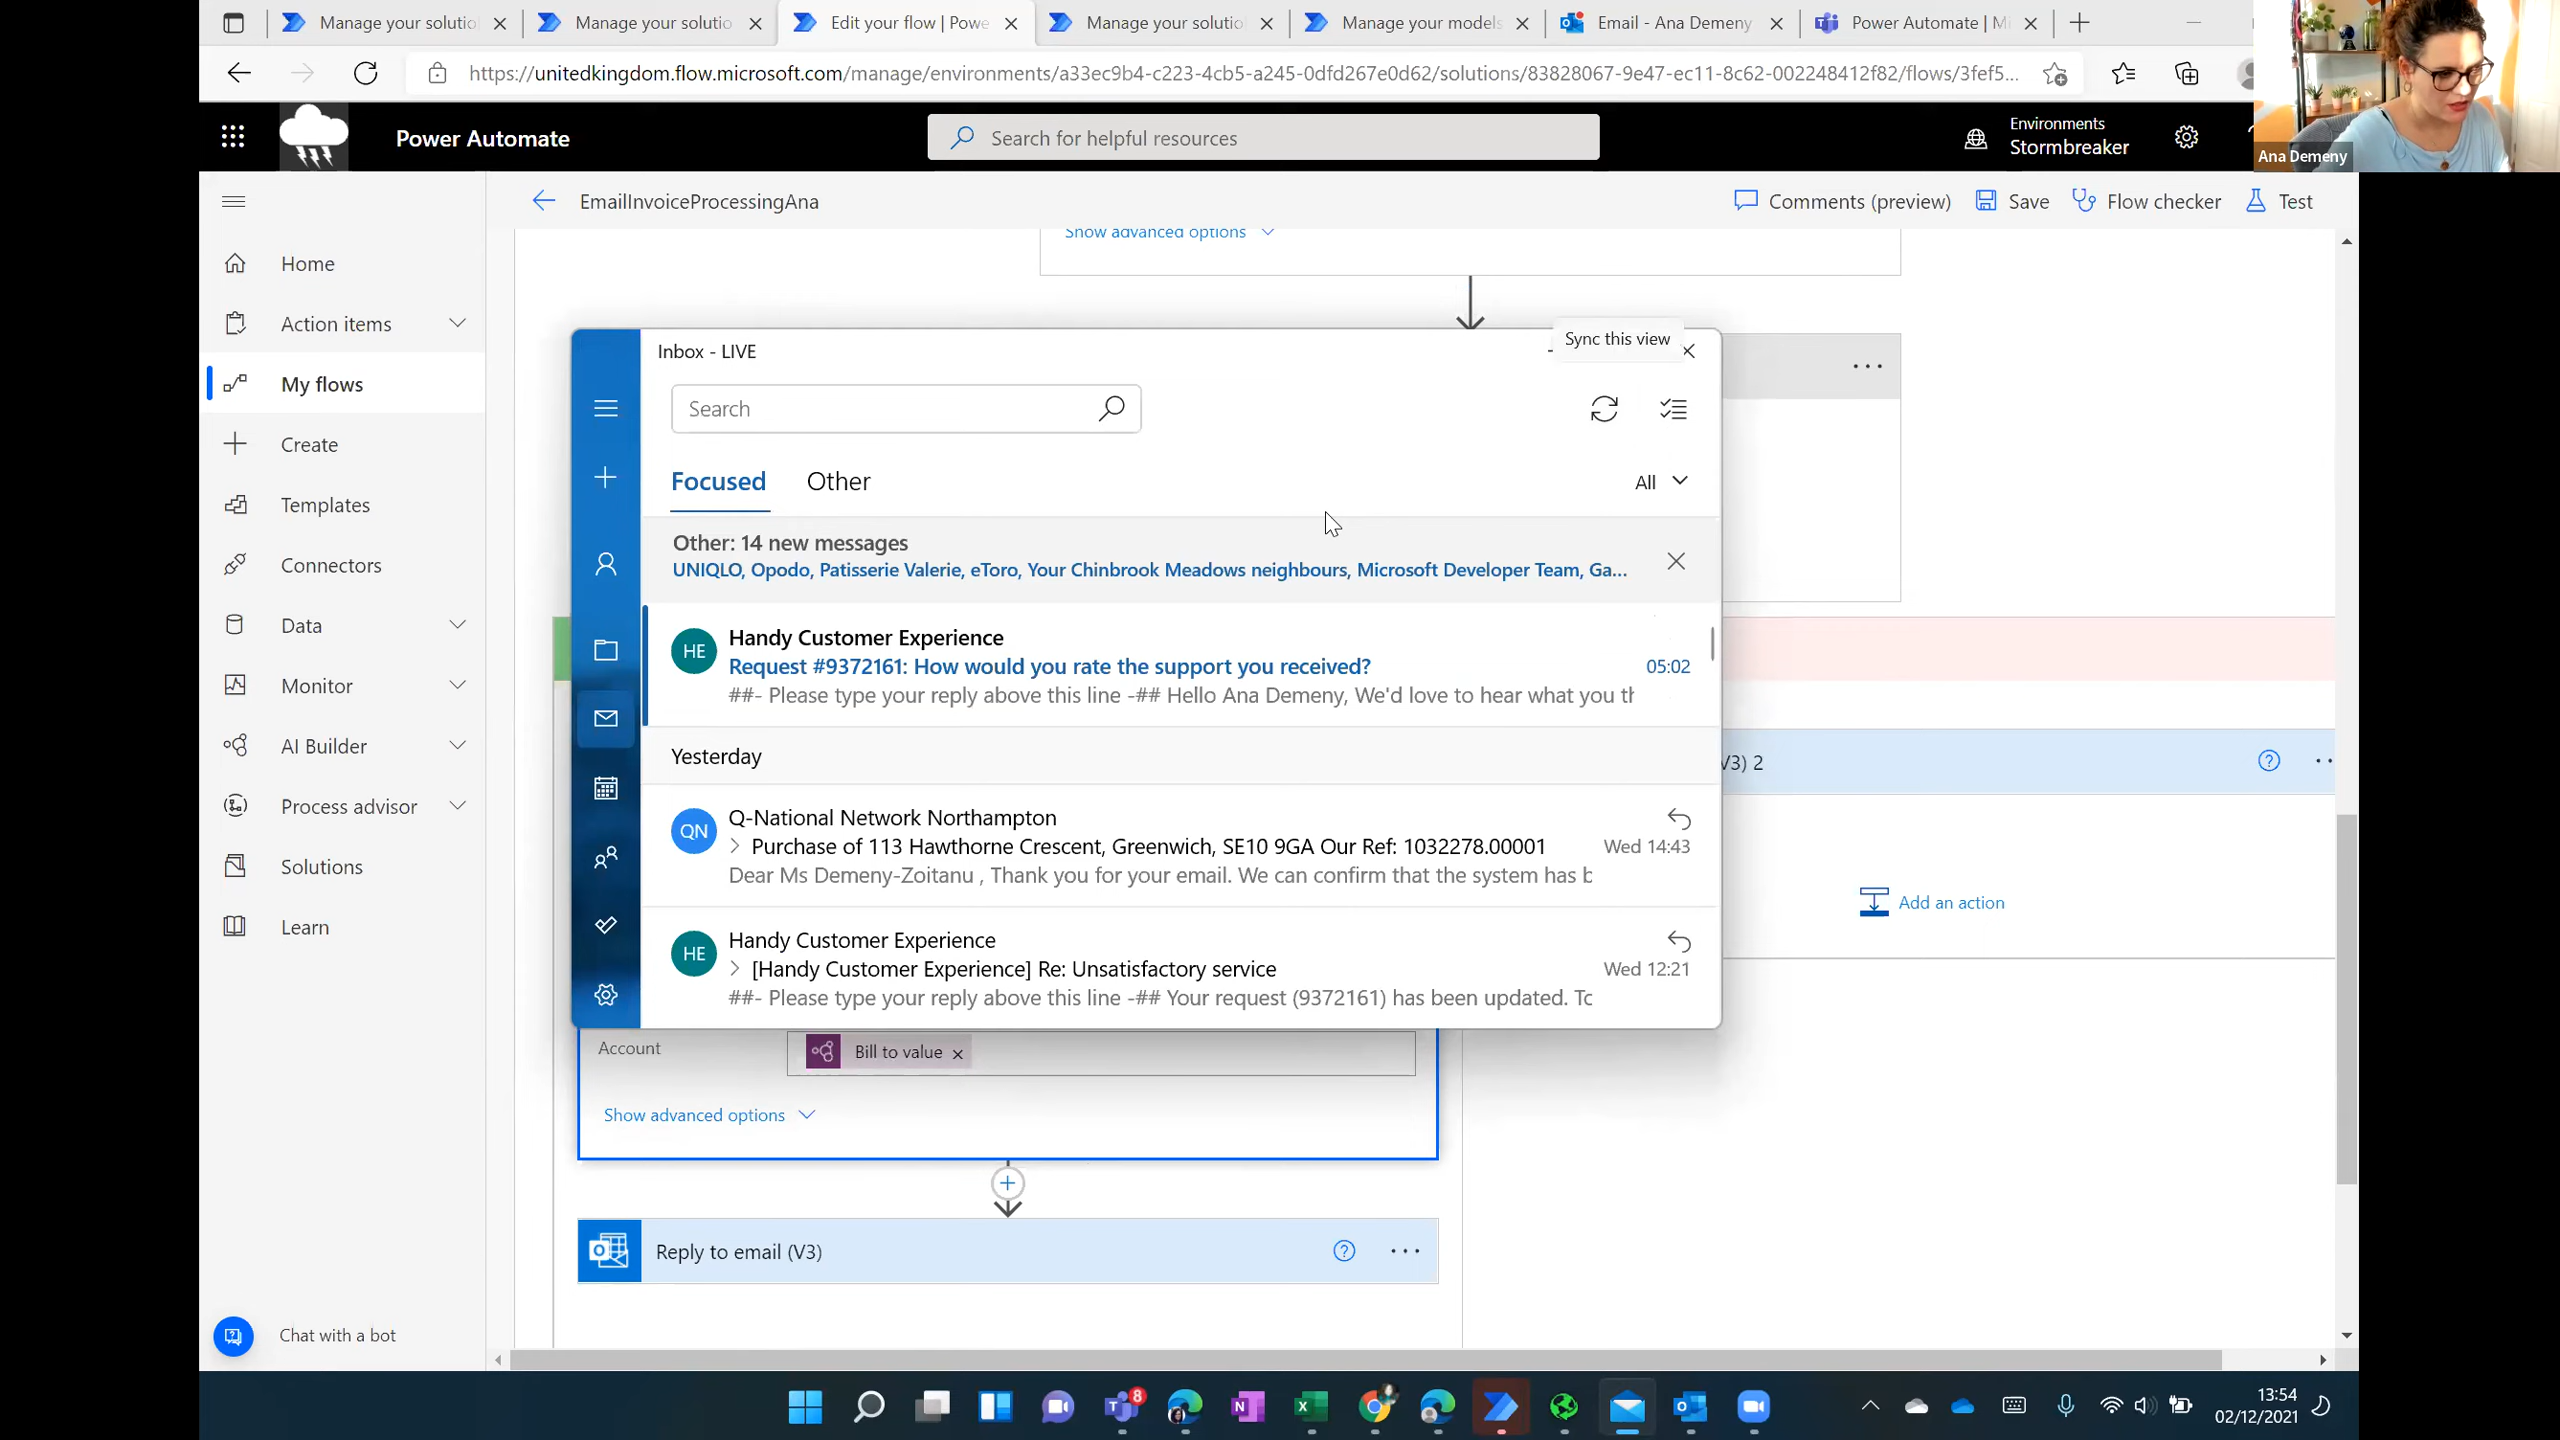 Manage your solutio
Manage your solutio
Edit your flow | Powe
Manage your solutio
Manage your models
Email - Ana Demeny
Power Automate | Mi
https://unitedkingdom.flow.microsoft.com/manage/environments/a33ec9b4-c223-4cb5-a245-0dfd267e0d62/solutions/83828067-9e47-ec11-8c62-002248412f82/flows/3fef5...
Power Automate
Search for helpful resources
Environments
Stormbreaker
Ana Demeny
EmailInvoiceProcessingAna
Comments (preview)
Save
Flow checker
Test
Home
Action items
My flows
Create
Templates
Connectors
Data
Monitor
AI Builder
Process advisor
Solutions
Learn
Chat with a bot
Show advanced options
Inbox - LIVE
Sync this view
Search
Focused
Other
All
Other: 14 new messages
UNIQLO, Opodo, Patisserie Valerie, eToro, Your Chinbrook Meadows neighbours, Microsoft Developer Team, Ga...
HE
Handy Customer Experience
Request #9372161: How would you rate the support you received?
05:02
##- Please type your reply above this line -## Hello Ana Demeny, We'd love to hear what you th
Yesterday
QN
Q-National Network Northampton
Purchase of 113 Hawthorne Crescent, Greenwich, SE10 9GA Our Ref: 1032278.00001
Wed 14:43
Dear Ms Demeny-Zoitanu , Thank you for your email. We can confirm that the system has b
HE
Handy Customer Experience
[Handy Customer Experience] Re: Unsatisfactory service
Wed 12:21
##- Please type your reply above this line -## Your request (9372161) has been updated. To
V3) 2
Add an action
Account
Bill to value
Show advanced options
Reply to email (V3)
8
13:54
02/12/2021